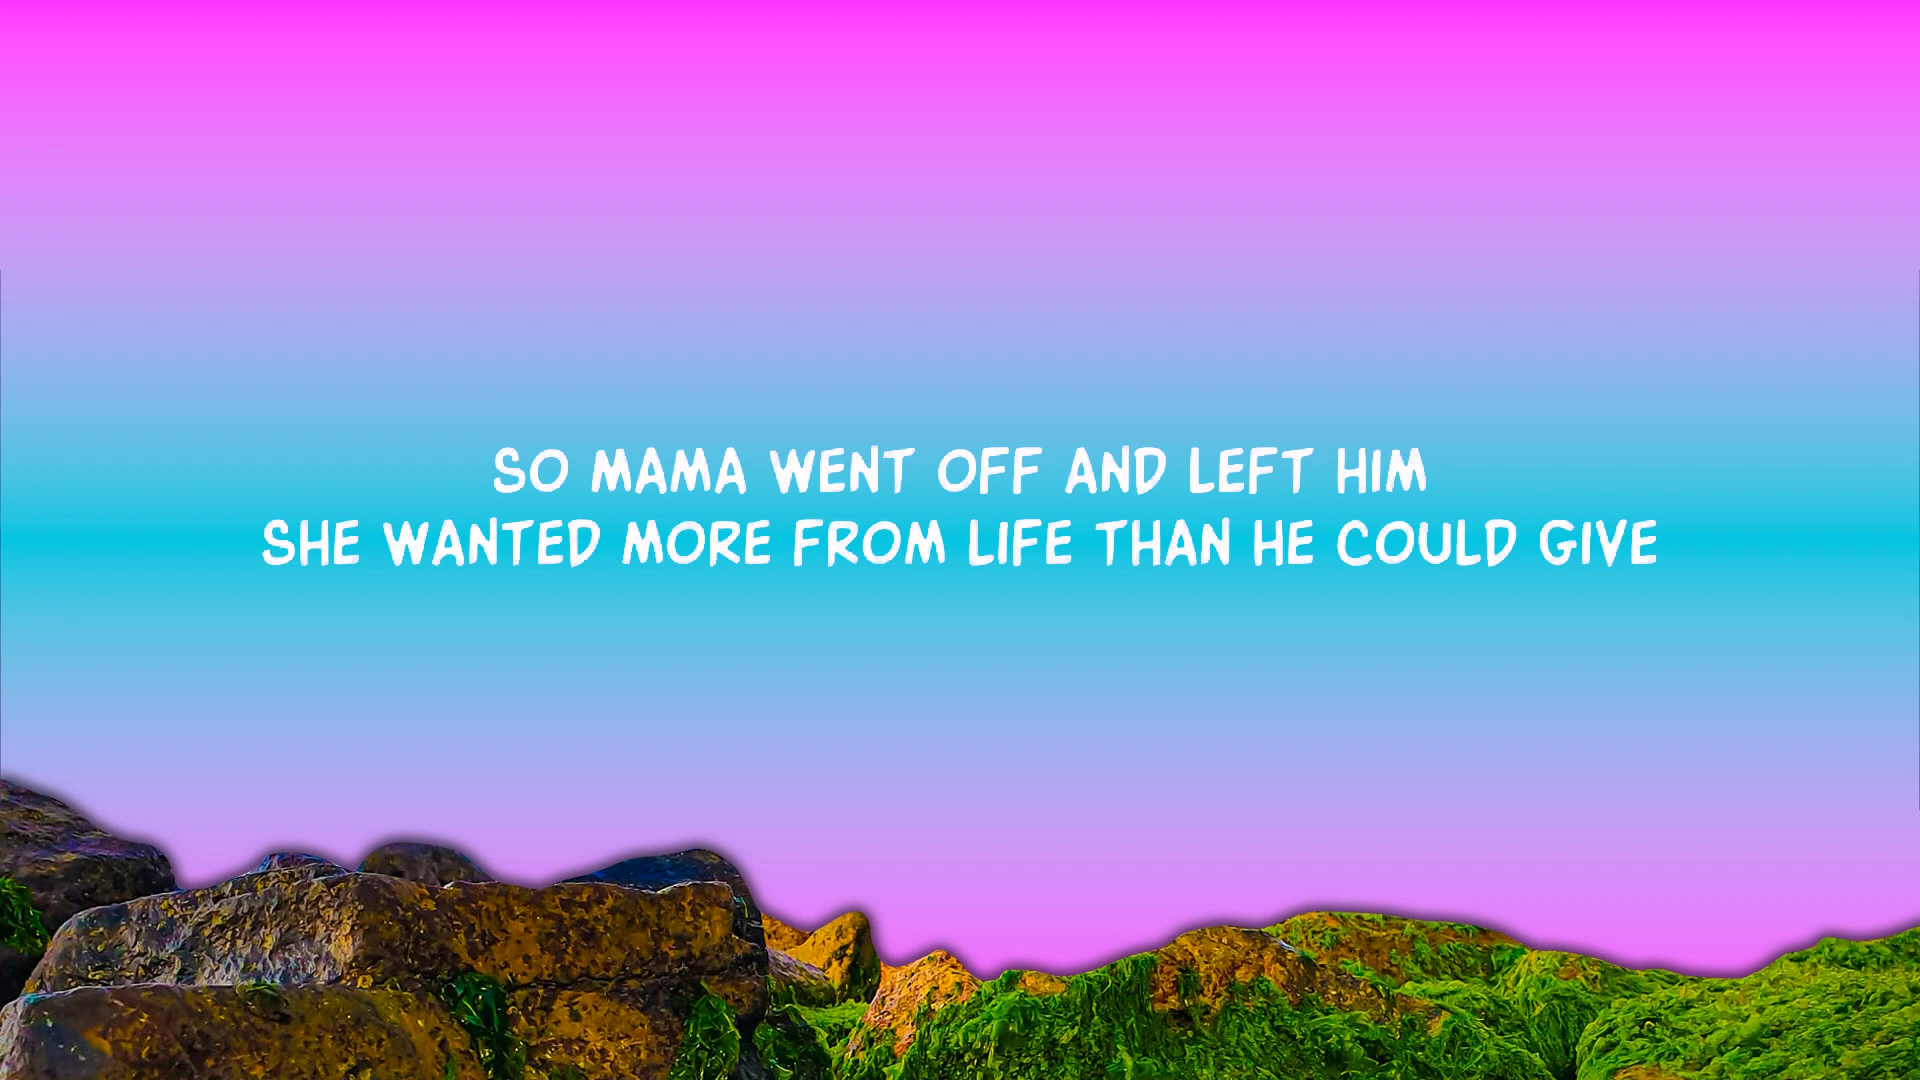 SO MAMA WENT OFF AND LEFT HIM
SHE WANTED MORE FROM LIFE THAN HE COULD GIVE